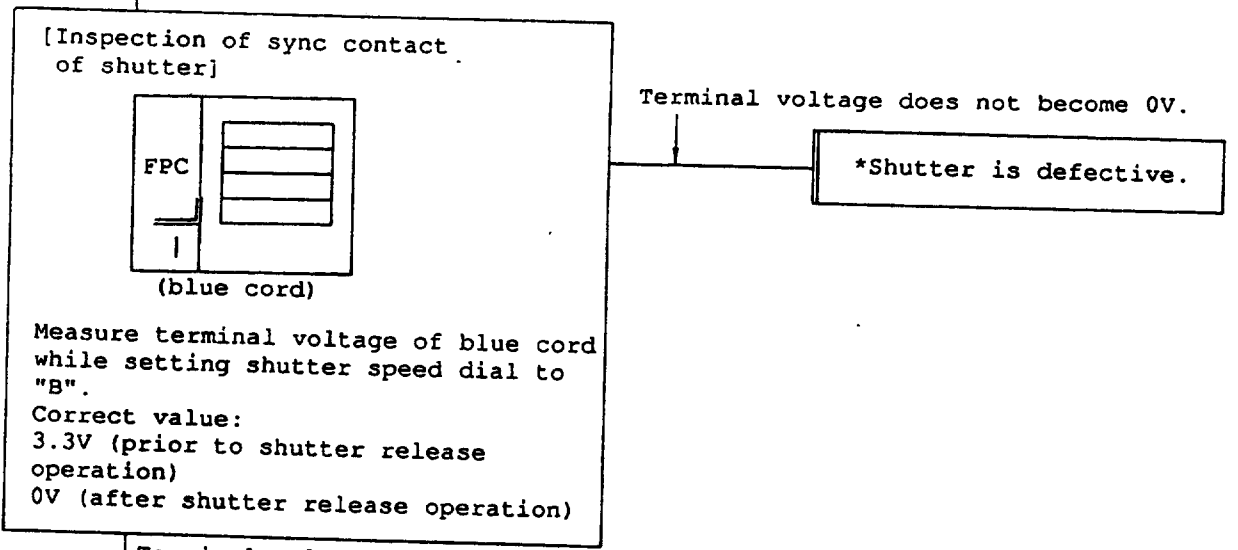 [Inspection of sync contact
of shutter]
FPC
(blue cord)
Measure terminal voltage of blue cord
while setting shutter speed dial to
"B".
Correct value:
3.3V (prior to shutter release
operation)
0V (after shutter release operation)
Terminal voltage does not become 0V.
*Shutter is defective.